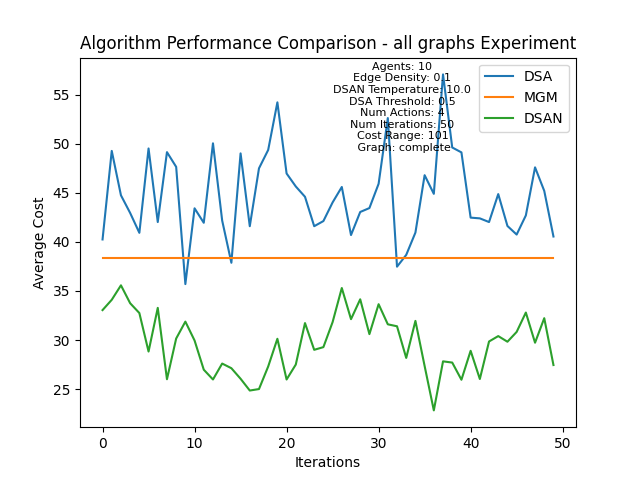 Algorithm Performance Comparison - all graphs Experiment
Agents: 10
Edge Density: 0.1
DSAN Temperature: 10.0
DSA Threshold: 0.5
Num Actions: 4
Num Iterations: 50
Cost Range: 101
Graph: complete
DSA
MGM
DSAN
Average Cost
55
50
45
40
35
30
25
0 10 20 30 40 50
Iterations